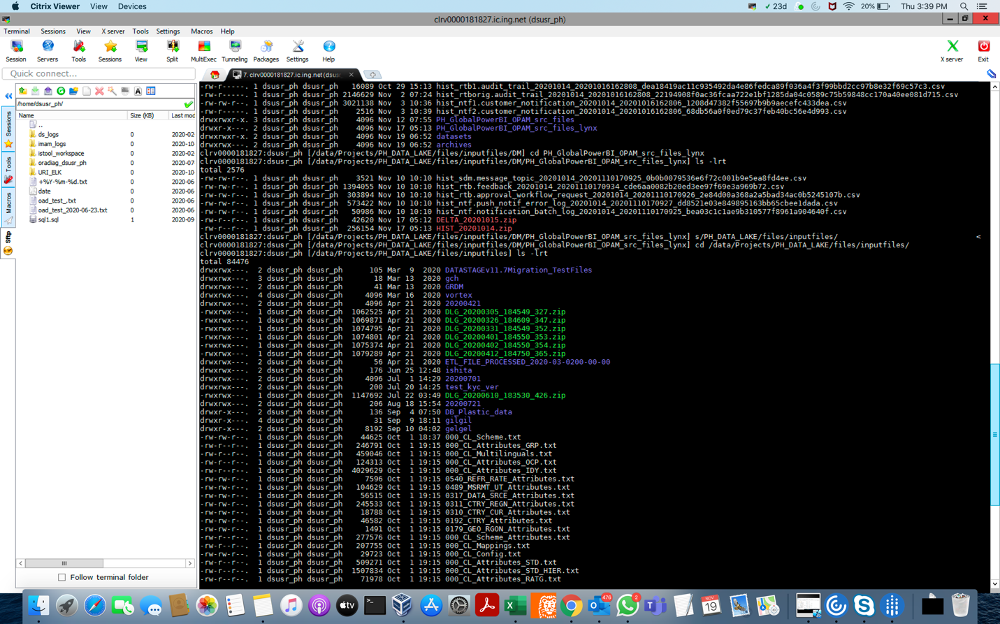 Citrix Viewer View Devices 23d 20% Thu 3:39 PM
clrv0000181827.ic.ing.net (dsusr_ph)
Terminal Sessions View X server Tools Settings Macros Help
Session Servers Tools Sessions View Split MultiExec Tunneling Packages Settings Help X server Exit
Quick connect...
7. clrv0000181827.ic.ing.net (dsusr_
/home/dsusr_ph/
Name Size (KB) Last mod
..
ds_logs 0 2020-02
imam_logs 0 2020-10
istool_workspace 0 2020-02
oradiag_dsusr_ph 0 2020-07
URI_ELK 0 2020-10
+%Y-%m-%d.txt 0 2020-06
date 0 2020-06
oad_test_.txt 0 2020-06
oad_test_2020-06-23.txt 0 2020-06
sql1.sql 1 2020-09
Sessions
Tools
Macros
Sftp
Follow terminal folder
-rw-r-----. 1 dsusr_ph dsusr_ph 16089 Oct 29 15:13 hist_rtb1.audit_trail_20201014_20201016162808_dea18419ac11c935492da4e86fedca89f036a4f3f99bbd2cc97b8e32f69c57c3.csv
-rw-r-----. 1 dsusr_ph dsusr_ph 2146629 Nov 2 07:24 hist_rtborig.audit_trail_20201014_20201016162808_22194908f0ac36fcaa722e1bf1285da04c0589c75b59848cc170a40ee081d715.csv
-rw-r-----. 1 dsusr_ph dsusr_ph 3021138 Nov 3 10:36 hist_ntf1.customer_notification_20201014_20201016162806_1208d47382f55697b9b9aecefc433dea.csv
-rw-r-----. 1 dsusr_ph dsusr_ph 2516 Nov 3 10:39 hist_ntf2.customer_notification_20201014_20201016162806_68db56a0f0ed79c37feb40bc56e4d993.csv
drwxrwxr-x. 3 dsusr_ph dsusr_ph 4096 Nov 12 07:55 PH_GlobalPowerBI_OPAM_src_files
drwxr-x---. 2 dsusr_ph dsusr_ph 4096 Nov 17 05:13 PH_GlobalPowerBI_OPAM_src_files_lynx
drwxrwxr-x. 2 dsusr_ph dsusr_ph 4096 Nov 19 06:52 datasets
drwxrwx---. 2 dsusr_ph dsusr_ph 4096 Nov 19 06:52 archives
clrv0000181827:dsusr_ph [/data/Projects/PH_DATA_LAKE/files/inputfiles/DM] cd PH_GlobalPowerBI_OPAM_src_files_lynx
clrv0000181827:dsusr_ph [/data/Projects/PH_DATA_LAKE/files/inputfiles/DM/PH_GlobalPowerBI_OPAM_src_files_lynx] ls -lrt
total 2576
-rw-rw-r--. 1 dsusr_ph dsusr_ph 3521 Nov 10 10:10 hist_sdm.message_topic_20201014_20201110170925_0b0b0079536e6f72c001b9e5ea8fd4ee.csv
-rw-rw-r--. 1 dsusr_ph dsusr_ph 1394055 Nov 10 10:10 hist_rtb.feedback_20201014_20201110170934_cde6aa0082b20ed3ee97f69e3a969b72.csv
-rw-rw-r--. 1 dsusr_ph dsusr_ph 303894 Nov 10 10:10 hist_rtb.approval_workflow_request_20201014_20201110170926_2e84d00a368a2a5bad34ac0b5245107b.csv
-rw-rw-r--. 1 dsusr_ph dsusr_ph 573422 Nov 10 10:10 hist_ntf.push_notif_error_log_20201014_20201110170927_dd8521e03e849895163bb65cbee1dada.csv
-rw-rw-r--. 1 dsusr_ph dsusr_ph 50986 Nov 10 10:10 hist_ntf.notification_batch_log_20201014_20201110170925_bea03c1c1ae9b310577f8961a904640f.csv
-rw-rw-r--. 1 dsusr_ph dsusr_ph 42620 Nov 17 05:12 DELTA_20201015.zip
-rw-rw-r--. 1 dsusr_ph dsusr_ph 256154 Nov 17 05:13 HIST_20201014.zip
clrv0000181827:dsusr_ph [/data/Projects/PH_DATA_LAKE/files/inputfiles/DM/PH_GlobalPowerBI_OPAM_src_files_lynx] s/PH_DATA_LAKE/files/inputfiles/ <
clrv0000181827:dsusr_ph [/data/Projects/PH_DATA_LAKE/files/inputfiles/DM/PH_GlobalPowerBI_OPAM_src_files_lynx] cd /data/Projects/PH_DATA_LAKE/files/inputfiles/
clrv0000181827:dsusr_ph [/data/Projects/PH_DATA_LAKE/files/inputfiles] ls -lrt
total 84476
drwxrwx---. 2 dsusr_ph dsusr_ph 105 Mar 9 2020 DATASTAGEv11.7Migration_TestFiles
drwxrwx---. 3 dsusr_ph dsusr_ph 18 Mar 13 2020 gch
drwxrwx---. 2 dsusr_ph dsusr_ph 41 Mar 13 2020 GRDM
drwxrwx---. 4 dsusr_ph dsusr_ph 4096 Mar 16 2020 vortex
drwxrwx---. 2 dsusr_ph dsusr_ph 4096 Apr 21 2020 20200421
-rwxrwx---. 1 dsusr_ph dsusr_ph 1062525 Apr 21 2020 DLG_20200305_184549_327.zip
-rwxrwx---. 1 dsusr_ph dsusr_ph 1069871 Apr 21 2020 DLG_20200326_184609_347.zip
-rwxrwx---. 1 dsusr_ph dsusr_ph 1074795 Apr 21 2020 DLG_20200331_184549_352.zip
-rwxrwx---. 1 dsusr_ph dsusr_ph 1074801 Apr 21 2020 DLG_20200401_184550_353.zip
-rwxrwx---. 1 dsusr_ph dsusr_ph 1075374 Apr 21 2020 DLG_20200402_184550_354.zip
-rwxrwx---. 1 dsusr_ph dsusr_ph 1079289 Apr 21 2020 DLG_20200412_184750_365.zip
drwxrwx---. 2 dsusr_ph dsusr_ph 56 Apr 21 2020 ETL_FILE_PROCESSED_2020-03-0200-00-00
drwxrwx---. 2 dsusr_ph dsusr_ph 176 Jun 25 12:48 ishita
drwxrwx---. 2 dsusr_ph dsusr_ph 4096 Jul 1 14:29 20200701
drwxrwx---. 2 dsusr_ph dsusr_ph 200 Jul 20 14:25 test_kyc_ver
-rwxrwx---. 1 dsusr_ph dsusr_ph 1147692 Jul 22 03:49 DLG_20200610_183530_426.zip
drwxrwx---. 2 dsusr_ph dsusr_ph 206 Aug 18 15:54 20200721
drwxr-x---. 2 dsusr_ph dsusr_ph 136 Sep 4 07:50 DB_Plastic_data
drwxr-x---. 4 dsusr_ph dsusr_ph 31 Sep 9 18:11 gilgil
drwxr-x---. 2 dsusr_ph dsusr_ph 8192 Sep 10 04:02 gelgel
-rw-rw-r--. 1 dsusr_ph dsusr_ph 44625 Oct 1 18:37 000_CL_Scheme.txt
-rw-r--r--. 1 dsusr_ph dsusr_ph 246791 Oct 1 19:15 000_CL_Attributes_GRP.txt
-rw-r--r--. 1 dsusr_ph dsusr_ph 459046 Oct 1 19:15 000_CL_Multilinguals.txt
-rw-r--r--. 1 dsusr_ph dsusr_ph 124313 Oct 1 19:15 000_CL_Attributes_OCP.txt
-rw-r--r--. 1 dsusr_ph dsusr_ph 4029629 Oct 1 19:15 000_CL_Attributes_IDY.txt
-rw-rw-r--. 1 dsusr_ph dsusr_ph 7596 Oct 1 19:15 0540_REFR_RATE_Attributes.txt
-rw-rw-r--. 1 dsusr_ph dsusr_ph 104629 Oct 1 19:15 0489_MSRMT_UT_Attributes.txt
-rw-rw-r--. 1 dsusr_ph dsusr_ph 56515 Oct 1 19:15 0317_DATA_SRCE_Attributes.txt
-rw-rw-r--. 1 dsusr_ph dsusr_ph 245533 Oct 1 19:15 0311_CTRY_REGN_Attributes.txt
-rw-rw-r--. 1 dsusr_ph dsusr_ph 18788 Oct 1 19:15 0310_CTRY_CUR_Attributes.txt
-rw-rw-r--. 1 dsusr_ph dsusr_ph 46582 Oct 1 19:15 0192_CTRY_Attributes.txt
-rw-rw-r--. 1 dsusr_ph dsusr_ph 1491 Oct 1 19:15 0179_GEO_RGON_Attributes.txt
-rw-r--r--. 1 dsusr_ph dsusr_ph 277576 Oct 1 19:15 000_CL_Scheme_Attributes.txt
-rw-r--r--. 1 dsusr_ph dsusr_ph 207755 Oct 1 19:15 000_CL_Mappings.txt
-rw-rw-r--. 1 dsusr_ph dsusr_ph 29723 Oct 1 19:15 000_CL_Config.txt
-rw-r--r--. 1 dsusr_ph dsusr_ph 509271 Oct 1 19:15 000_CL_Attributes_STD.txt
-rw-r--r--. 1 dsusr_ph dsusr_ph 1507834 Oct 1 19:15 000_CL_Attributes_STD_HIER.txt
-rw-r--r--. 1 dsusr_ph dsusr_ph 71978 Oct 1 19:15 000_CL_Attributes_RATG.txt
tv
476
2
NOV
19